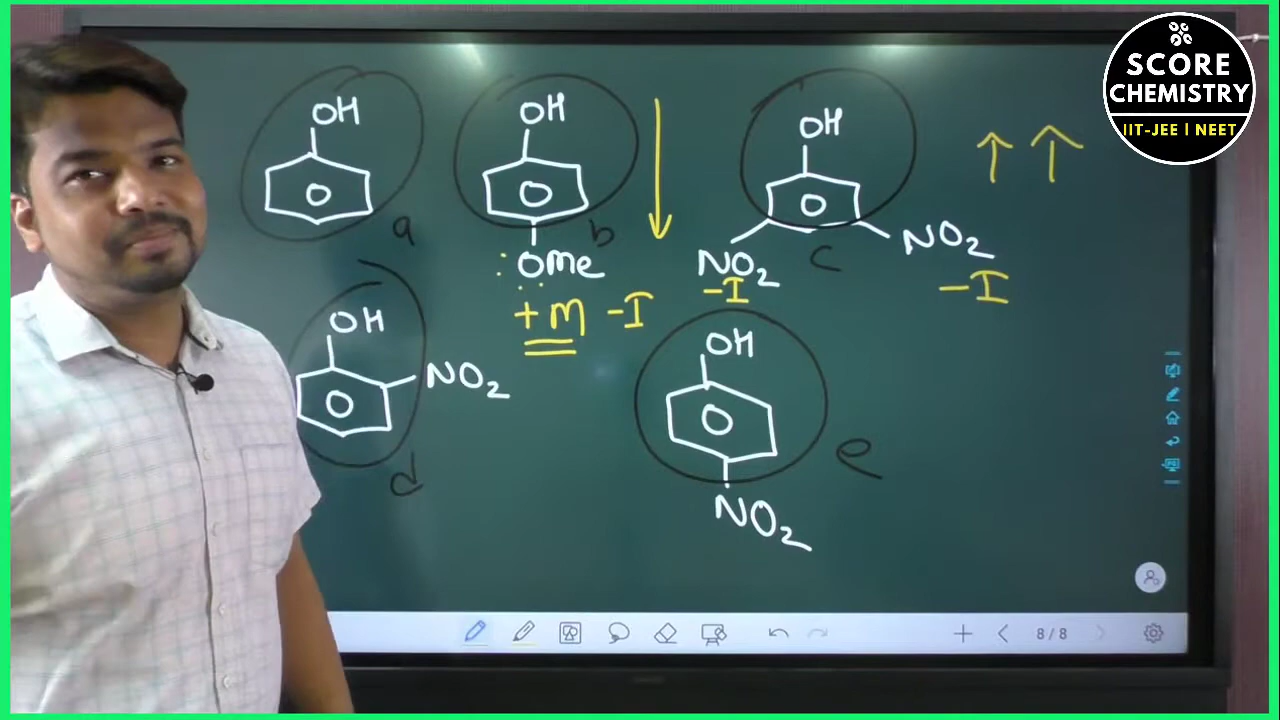 SCORE
CHEMISTRY
IIT-JEE | NEET
OH
OH
OH
a
b
c
NO2
NO2
:OMe
-I
-I
+M -I
OH
NO2
d
OH
e
NO2
8/8